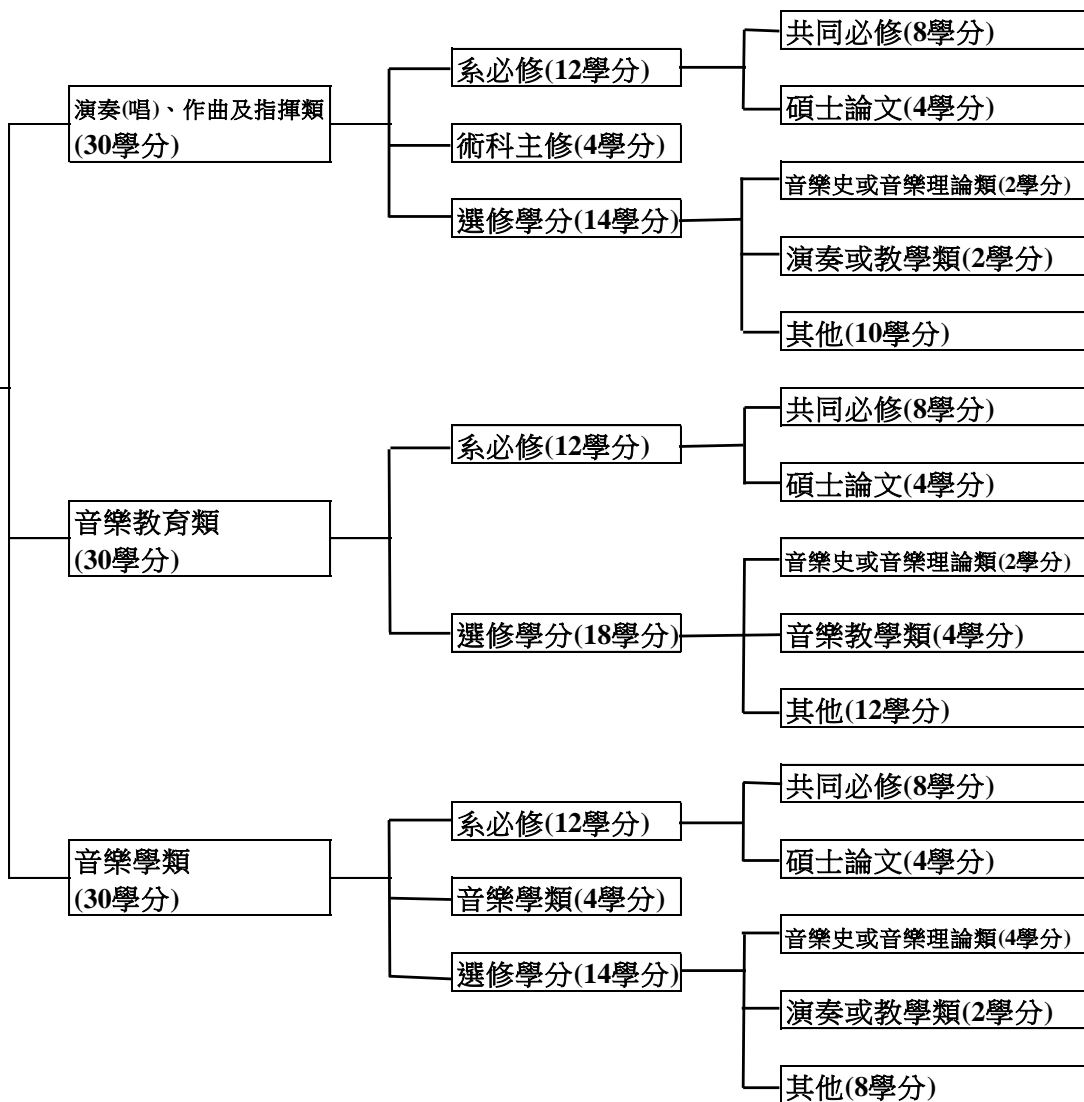 演奏(唱)、作曲及指揮類
(30學分)
系必修(12學分)
共同必修(8學分)
碩士論文(4學分)
術科主修(4學分)
選修學分(14學分)
音樂史或音樂理論類(2學分)
演奏或教學類(2學分)
其他(10學分)
音樂教育類
(30學分)
系必修(12學分)
共同必修(8學分)
碩士論文(4學分)
選修學分(18學分)
音樂史或音樂理論類(2學分)
音樂教學類(4學分)
其他(12學分)
音樂學類
(30學分)
系必修(12學分)
共同必修(8學分)
碩士論文(4學分)
音樂學類(4學分)
選修學分(14學分)
音樂史或音樂理論類(4學分)
演奏或教學類(2學分)
其他(8學分)